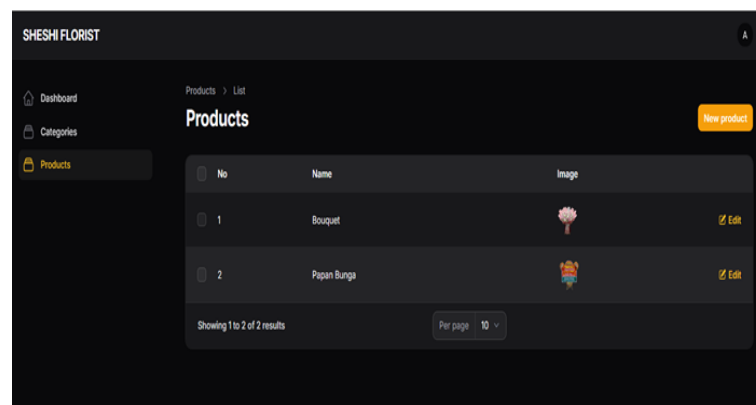 SHESHI FLORIST
A
Dashboard
Categories
Products
Products > List
Products
New product
No Name Image
1 Bouquet Edit
2 Papan Bunga Edit
Showing 1 to 2 of 2 results
Per page 10